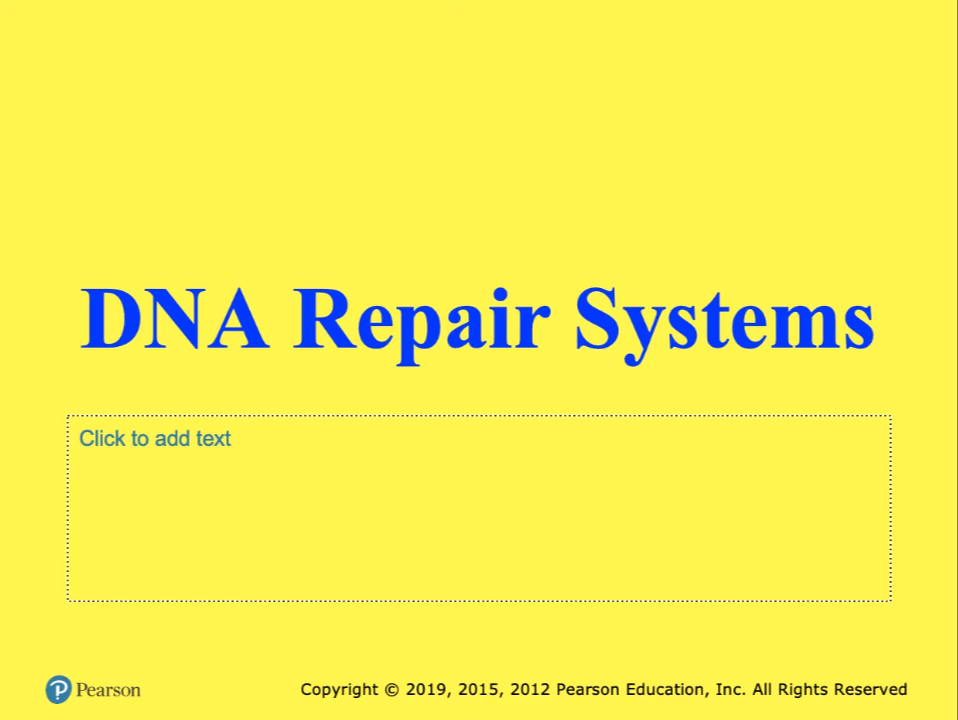 DNA Repair Systems
Click to add text
Pearson
Copyright © 2019, 2015, 2012 Pearson Education, Inc. All Rights Reserved